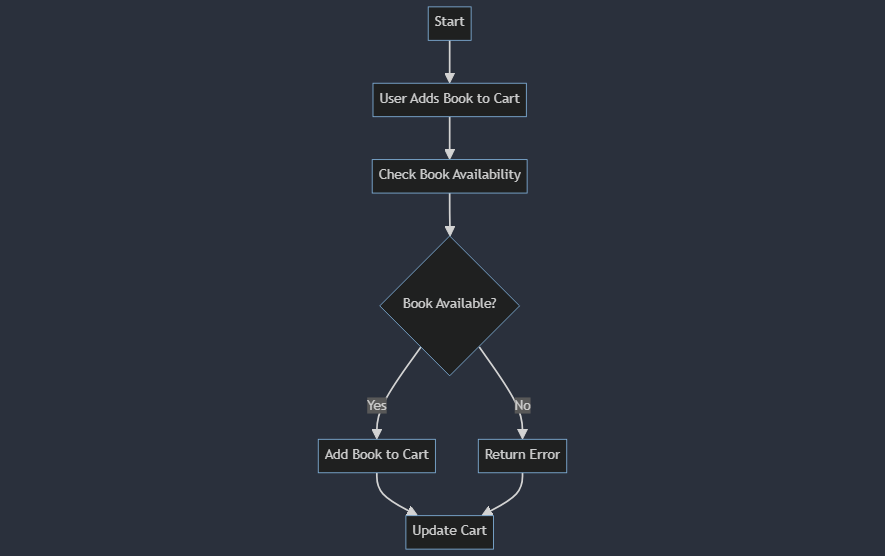 Start
User Adds Book to Cart
Check Book Availability
Book Available?
Yes
No
Add Book to Cart
Return Error
Update Cart